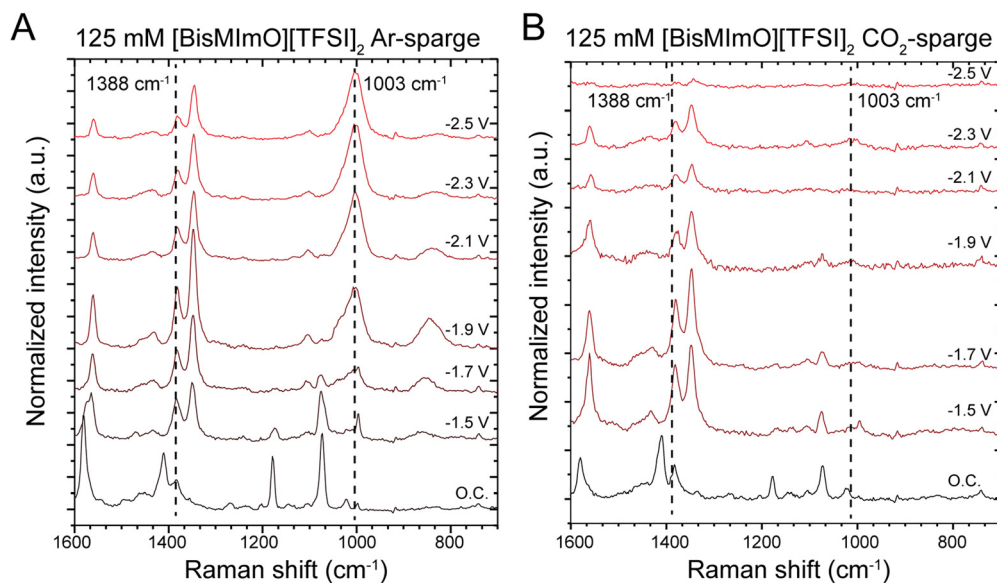 A
125 mM [BisMImO][TFSI]₂ Ar-sparge
1388 cm⁻¹
1003 cm⁻¹
-2.5 V
-2.3 V
-2.1 V
-1.9 V
-1.7 V
-1.5 V
O.C.
Normalized intensity (a.u.)
1600 1400 1200 1000 800
Raman shift (cm⁻¹)
B
125 mM [BisMImO][TFSI]₂ CO₂-sparge
-2.5 V
1388 cm⁻¹
1003 cm⁻¹
-2.3 V
-2.1 V
-1.9 V
-1.7 V
-1.5 V
O.C.
Normalized intensity (a.u.)
1600 1400 1200 1000 800
Raman shift (cm⁻¹)